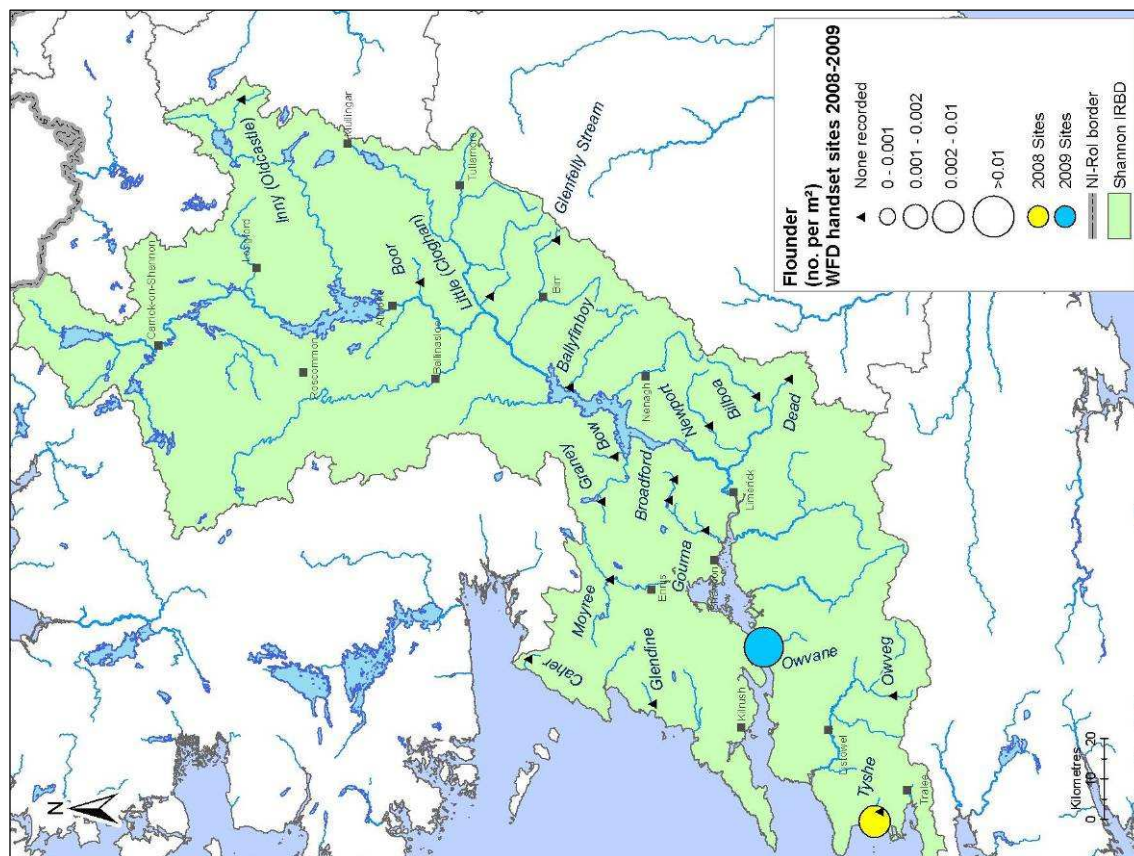 N
Carrick-on-Shannon
Longford
Inny (Oldcastle)
Mullingar
Roscommon
Athlone
Boor
Ballinasloe
Little (Cloghan)
Tullamore
Glenfelly Stream
Birr
Ballyfinboy
Graney
Bow
Nenagh
Newport
Bilboa
Dead
Broadford
Limerick
Gourna
Shannon
Moyree
Ennis
Caher
Glendine
Kilrush
Owvane
Owveg
Listowel
Tyshe
Tralee
0 10 20
Kilometres
Flounder
(no. per m²)
WFD handset sites 2008-2009
None recorded
0 - 0.001
0.001 - 0.002
0.002 - 0.01
>0.01
2008 Sites
2009 Sites
NI-RoI border
Shannon IRBD